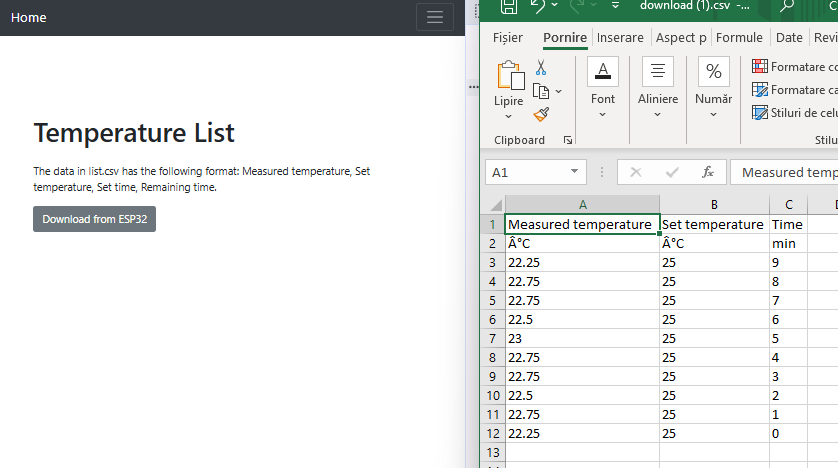 Home
Temperature List
The data in list.csv has the following format: Measured temperature, Set
temperature, Set time, Remaining time.
Download from ESP32
download (1).csv -...
Fișier Pornire Inserare Aspect p Formule Date Revi
Lipire
Font
Aliniere
%
Număr
Formatare co
Formatare ca
Stiluri de celu
Clipboard
Stilu
A1
fx
Measured temp
A B C
1 Measured temperature Set temperature Time
2 Â°C Â°C min
3 22.25 25 9
4 22.75 25 8
5 22.75 25 7
6 22.5 25 6
7 23 25 5
8 22.75 25 4
9 22.75 25 3
10 22.5 25 2
11 22.75 25 1
12 22.25 25 0
13